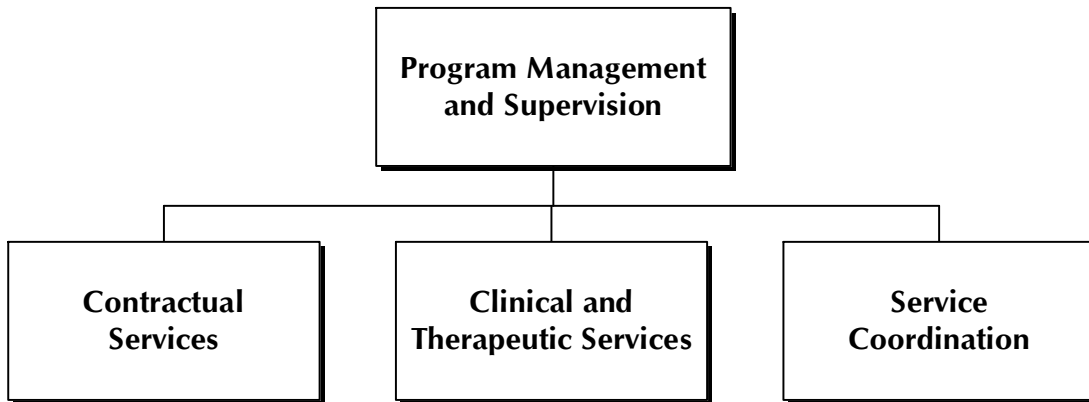 Program Management
and Supervision
Contractual
Services
Clinical and
Therapeutic Services
Service
Coordination